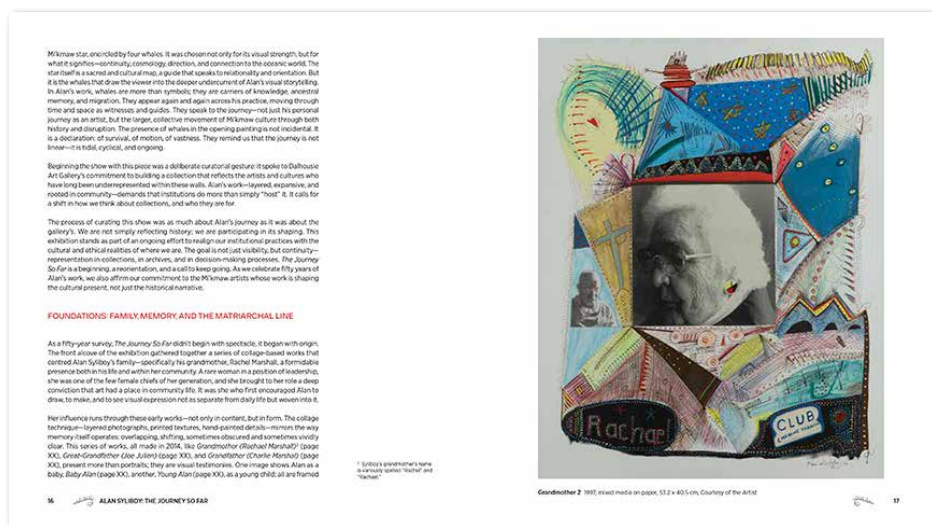 Mi'kmaw star, encircled by four whales. It was chosen not only for its visual strength, but for
what it signifies—continuity, cosmology, direction, and connection to the oceanic world. The
star itself is a sacred and cultural map, a guide that speaks to relationality and orientation. But
it is the whales that draw the viewer into the deeper undercurrent of Alan's visual storytelling.
In Alan's work, whales are more than symbols; they are carriers of knowledge, ancestral
memory, and migration. They appear again and again across his practice, moving through
time and space as witnesses and guides. They speak to the journey—not just his personal
journey as an artist, but the larger, collective movement of Mi'kmaw culture through both
history and disruption. The presence of whales in the opening painting is not incidental. It
is a declaration: of survival, of motion, of vastness. They remind us that the journey is not
linear—it is tidal, cyclical, and ongoing.
Beginning the show with this piece was a deliberate curatorial gesture: it spoke to Dalhousie
Art Gallery's commitment to building a collection that reflects the artists and cultures who
have long been underrepresented within these walls. Alan's work—layered, expansive, and
rooted in community—demands that institutions do more than simply "host" it. It calls for
a shift in how we think about collections, and who they are for.
The process of curating this show was as much about Alan's journey as it was about the
gallery's. We are not simply reflecting history; we are participating in its shaping. This
exhibition stands as part of an ongoing effort to realign our institutional practices with the
cultural and ethical realities of where we are. The goal is not just visibility, but continuity—
representation in collections, in archives, and in decision-making processes. The Journey
So Far is a beginning, a reorientation, and a call to keep going. As we celebrate fifty years of
Alan's work, we also affirm our commitment to the Mi'kmaw artists whose work is shaping
the cultural present, not just the historical narrative.
FOUNDATIONS: FAMILY, MEMORY, AND THE MATRIARCHAL LINE
As a fifty-year survey, The Journey So Far didn't begin with spectacle, it began with origin.
The front alcove of the exhibition gathered together a series of collage-based works that
centred Alan Syliboy's family—specifically his grandmother, Rachel Marshall, a formidable
presence both in his life and within her community. A rare woman in a position of leadership,
she was one of the few female chiefs of her generation, and she brought to her role a deep
conviction that art had a place in community life. It was she who first encouraged Alan to
draw, to make, and to see visual expression not as separate from daily life but woven into it.
Her influence runs through these early works—not only in content, but in form. The collage
technique—layered photographs, printed textures, hand-painted details—mirrors the way
memory itself operates: overlapping, shifting, sometimes obscured and sometimes vividly
clear. This series of works, all made in 2014, like Grandmother (Rachael Marshall)¹ (page
XX), Great-Grandfather (Joe Julien) (page XX), and Grandfather (Charlie Marshal) (page
XX), present more than portraits; they are visual testimonies. One image shows Alan as a
baby, Baby Alan (page XX), another, Young Alan (page XX), as a young child; all are framed
¹ Syliboy's grandmother's name
is variously spelled "Rachel" and
"Rachael."
16 ALAN SYLIBOY: THE JOURNEY SO FAR
Rachael
CLUB
Grandmother 2 1997, mixed media on paper, 53.2 x 40.5 cm, Courtesy of the Artist
17